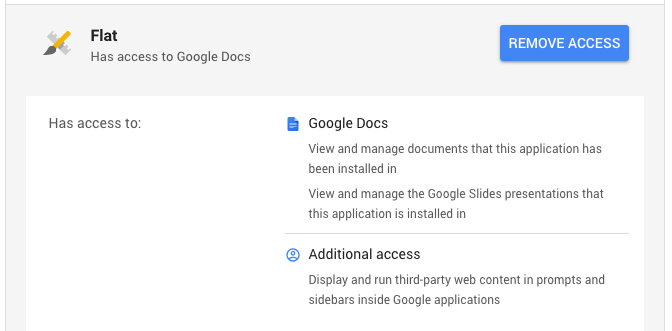 Flat
Has access to Google Docs
REMOVE ACCESS
Has access to:
Google Docs
View and manage documents that this application has
been installed in
View and manage the Google Slides presentations that
this application is installed in
Additional access
Display and run third-party web content in prompts and
sidebars inside Google applications